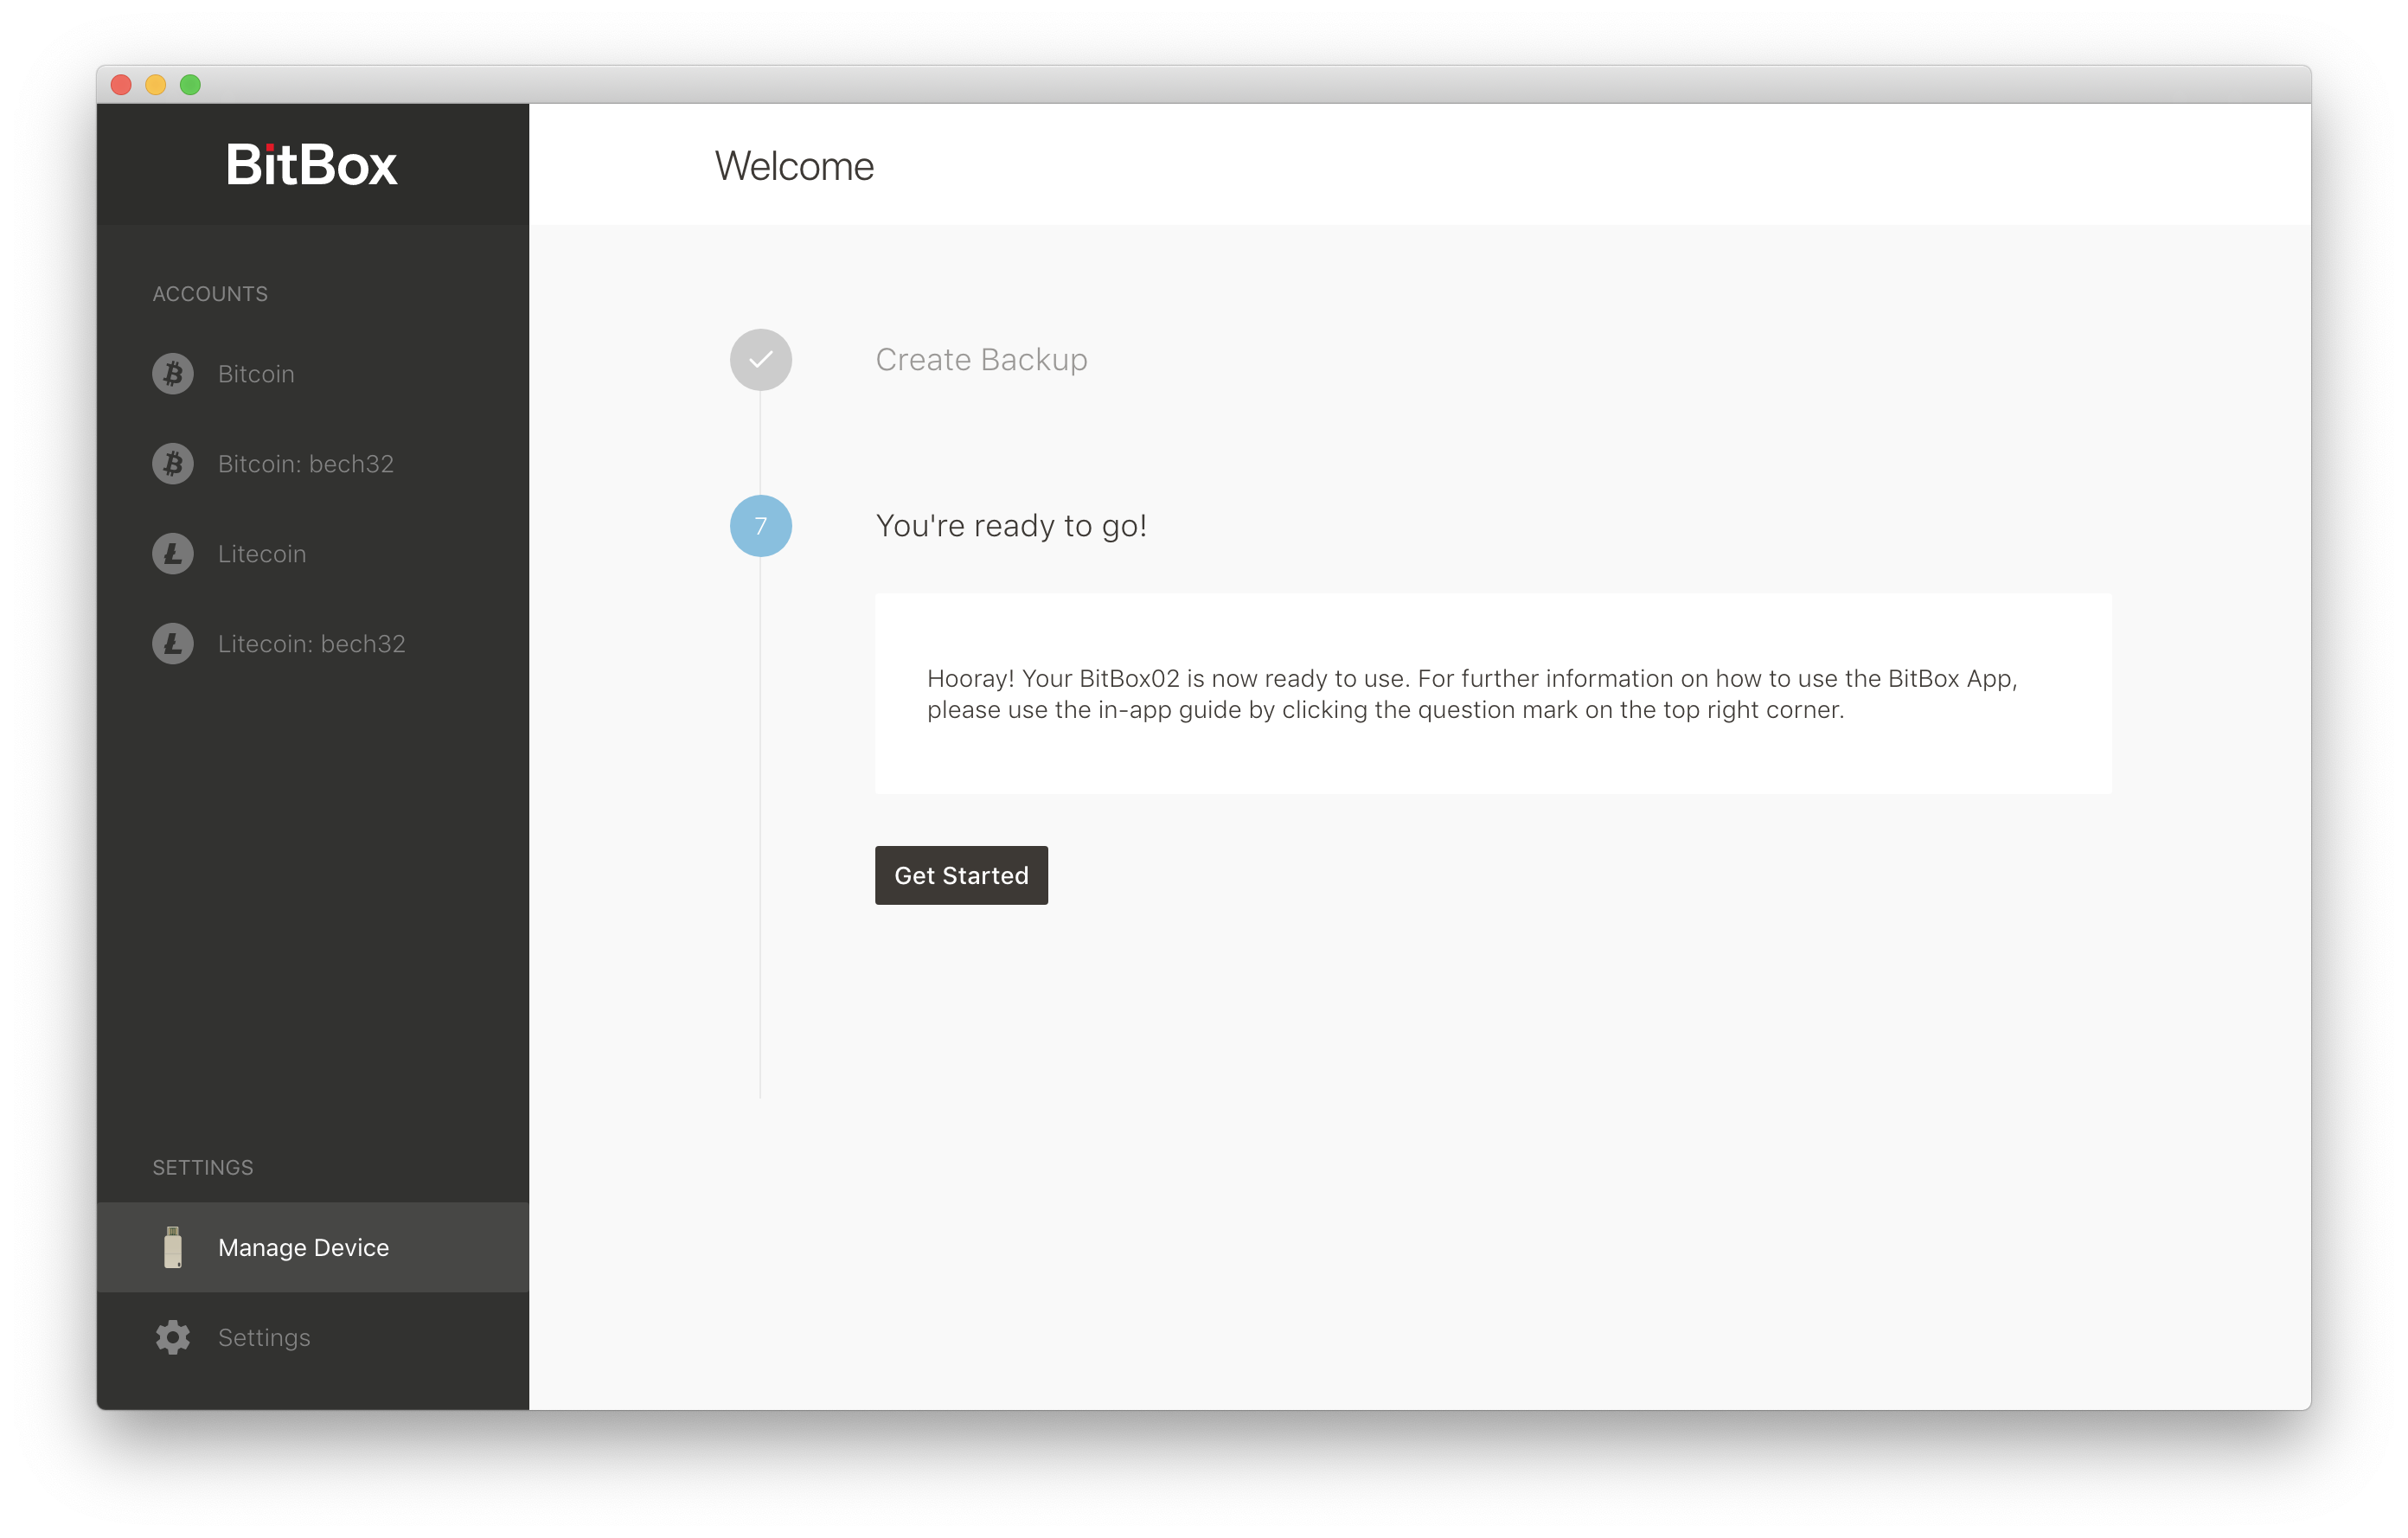 BitBox
Welcome
ACCOUNTS
Bitcoin
Bitcoin: bech32
Litecoin
Litecoin: bech32
SETTINGS
Manage Device
Settings
Create Backup
7
You're ready to go!
Hooray! Your BitBox02 is now ready to use. For further information on how to use the BitBox App,
please use the in-app guide by clicking the question mark on the top right corner.
Get Started